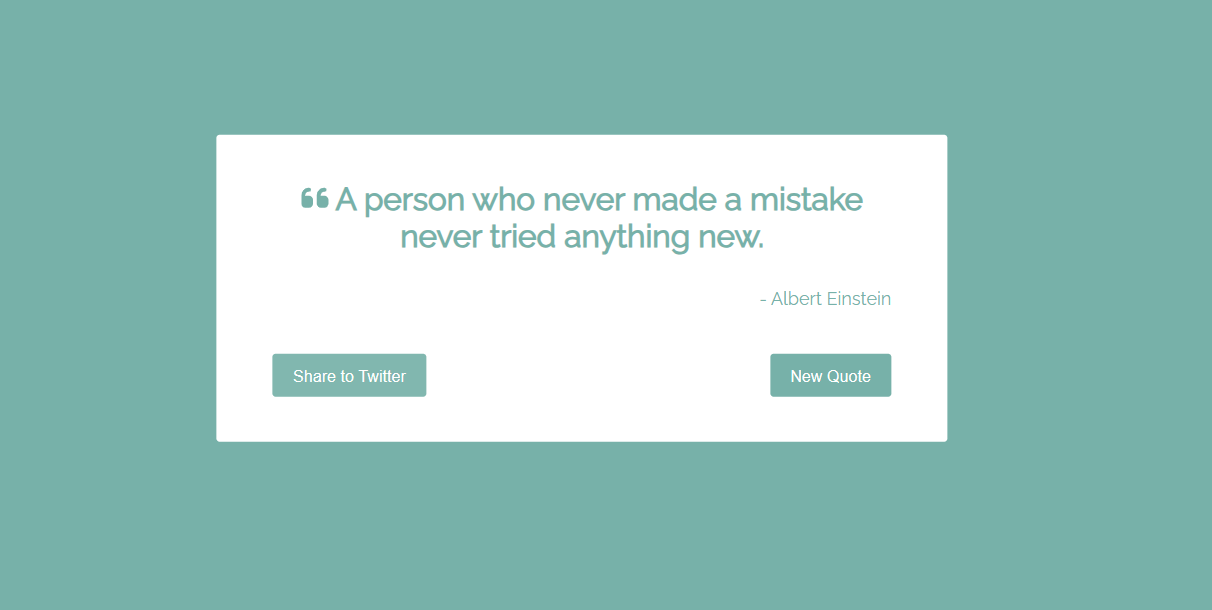 “ A person who never made a mistake
never tried anything new.
- Albert Einstein
Share to Twitter
New Quote